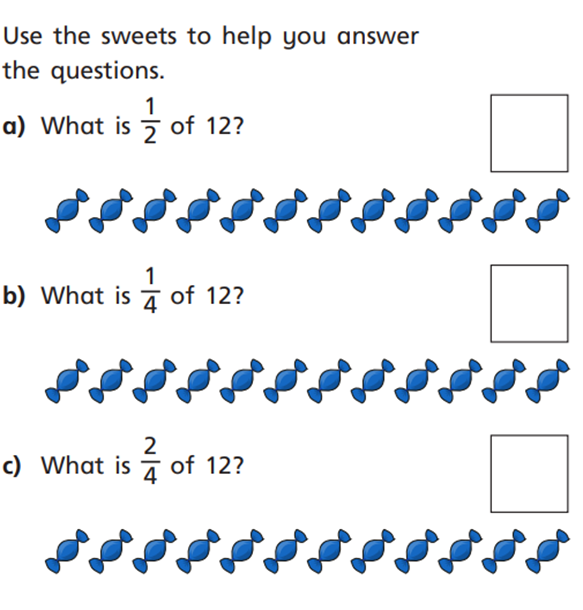 Use the sweets to help you answer
the questions.
a) What is 1/2 of 12?
b) What is 1/4 of 12?
c) What is 2/4 of 12?